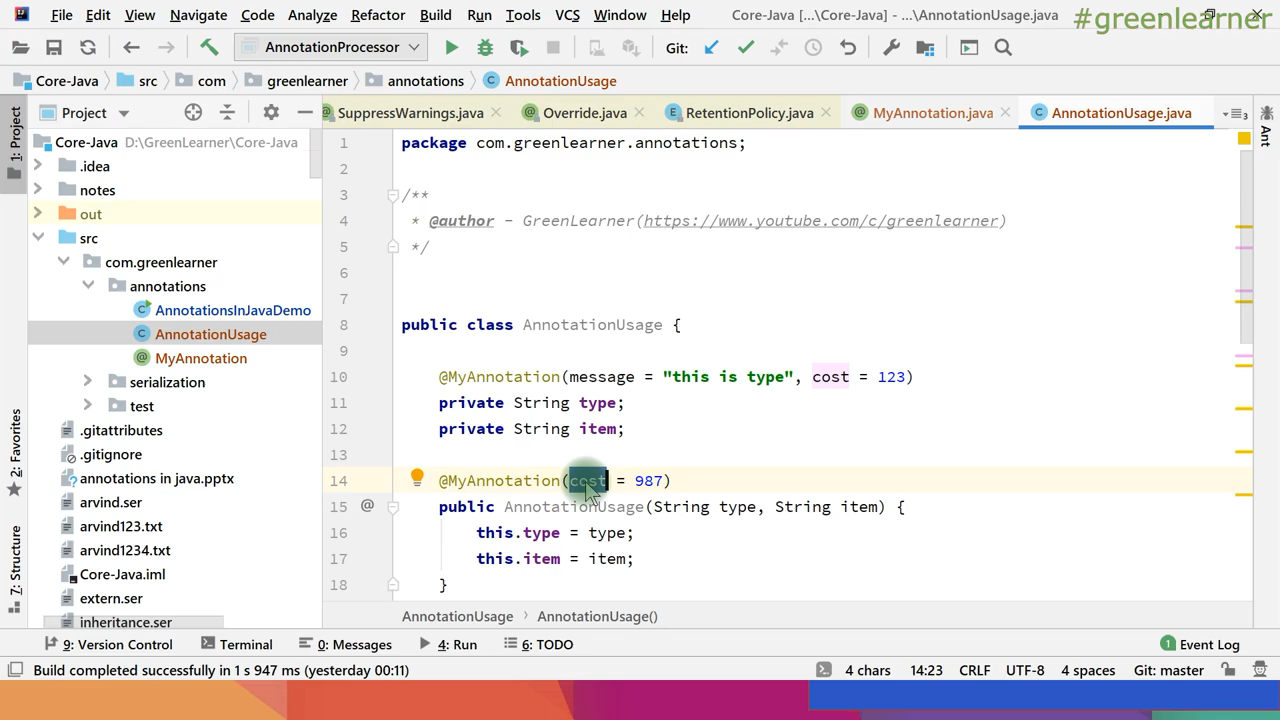 File Edit View Navigate Code Analyze Refactor Build Run Tools VCS Window Help Core-Java [...\Core-Java] - ...\AnnotationUsage.java
#greenlearner
AnnotationProcessor Git:
Core-Java src com greenlearner annotations AnnotationUsage
1: Project
2: Favorites
7: Structure
Project
Core-Java D:\GreenLearner\Core-Java
.idea
notes
out
src
com.greenlearner
annotations
AnnotationsInJavaDemo
AnnotationUsage
MyAnnotation
serialization
test
.gitattributes
.gitignore
annotations in java.pptx
arvind.ser
arvind123.txt
arvind1234.txt
Core-Java.iml
extern.ser
inheritance.ser
SuppressWarnings.java Override.java RetentionPolicy.java MyAnnotation.java AnnotationUsage.java
1 package com.greenlearner.annotations;
2
3 /**
4 * @author - GreenLearner(https://www.youtube.com/c/greenlearner)
5 */
6
7
8 public class AnnotationUsage {
9
10 @MyAnnotation(message = "this is type", cost = 123)
11 private String type;
12 private String item;
13
14 @MyAnnotation(cost = 987)
15 @ public AnnotationUsage(String type, String item) {
16 this.type = type;
17 this.item = item;
18 }
AnnotationUsage › AnnotationUsage()
Ant
9: Version Control Terminal 0: Messages 4: Run 6: TODO 1 Event Log
Build completed successfully in 1 s 947 ms (yesterday 00:11) 4 chars 14:23 CRLF UTF-8 4 spaces Git: master